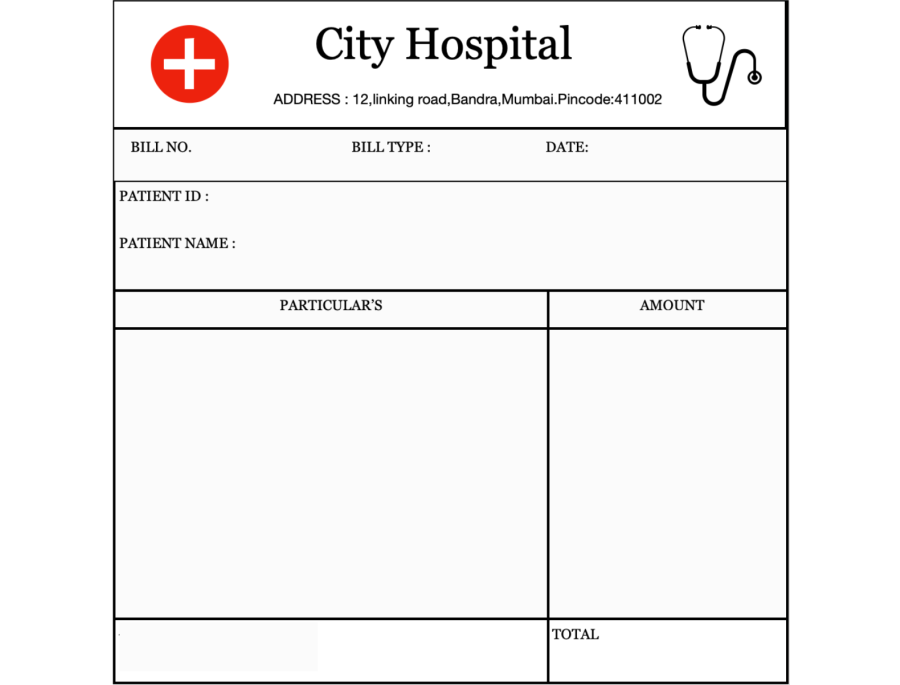 City Hospital
ADDRESS : 12,linking road,Bandra,Mumbai.Pincode:411002
BILL NO. BILL TYPE : DATE:
PATIENT ID :
PATIENT NAME :
PARTICULAR’S AMOUNT
TOTAL